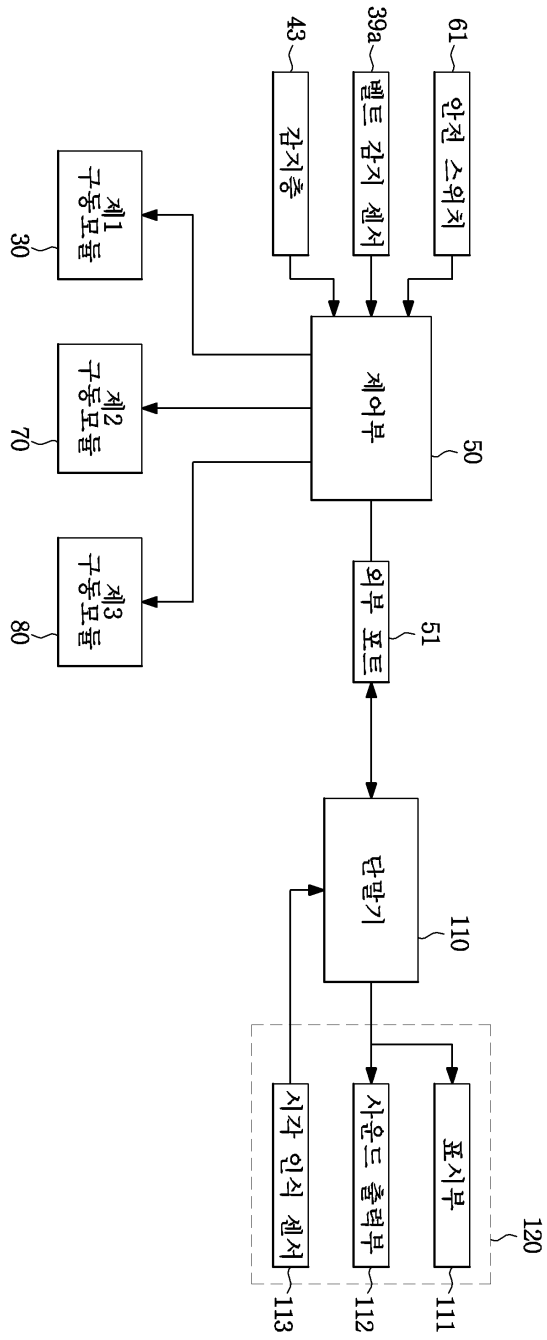 120
61
안전 스위치
표시부
111
39a
벨트 감지 센서
제어부
50
외부 포트
51
단말기
110
사운드 출력부
112
43
감지층
시각 인식 센서
113
제1
구동모듈
30
제2
구동모듈
70
제3
구동모듈
80